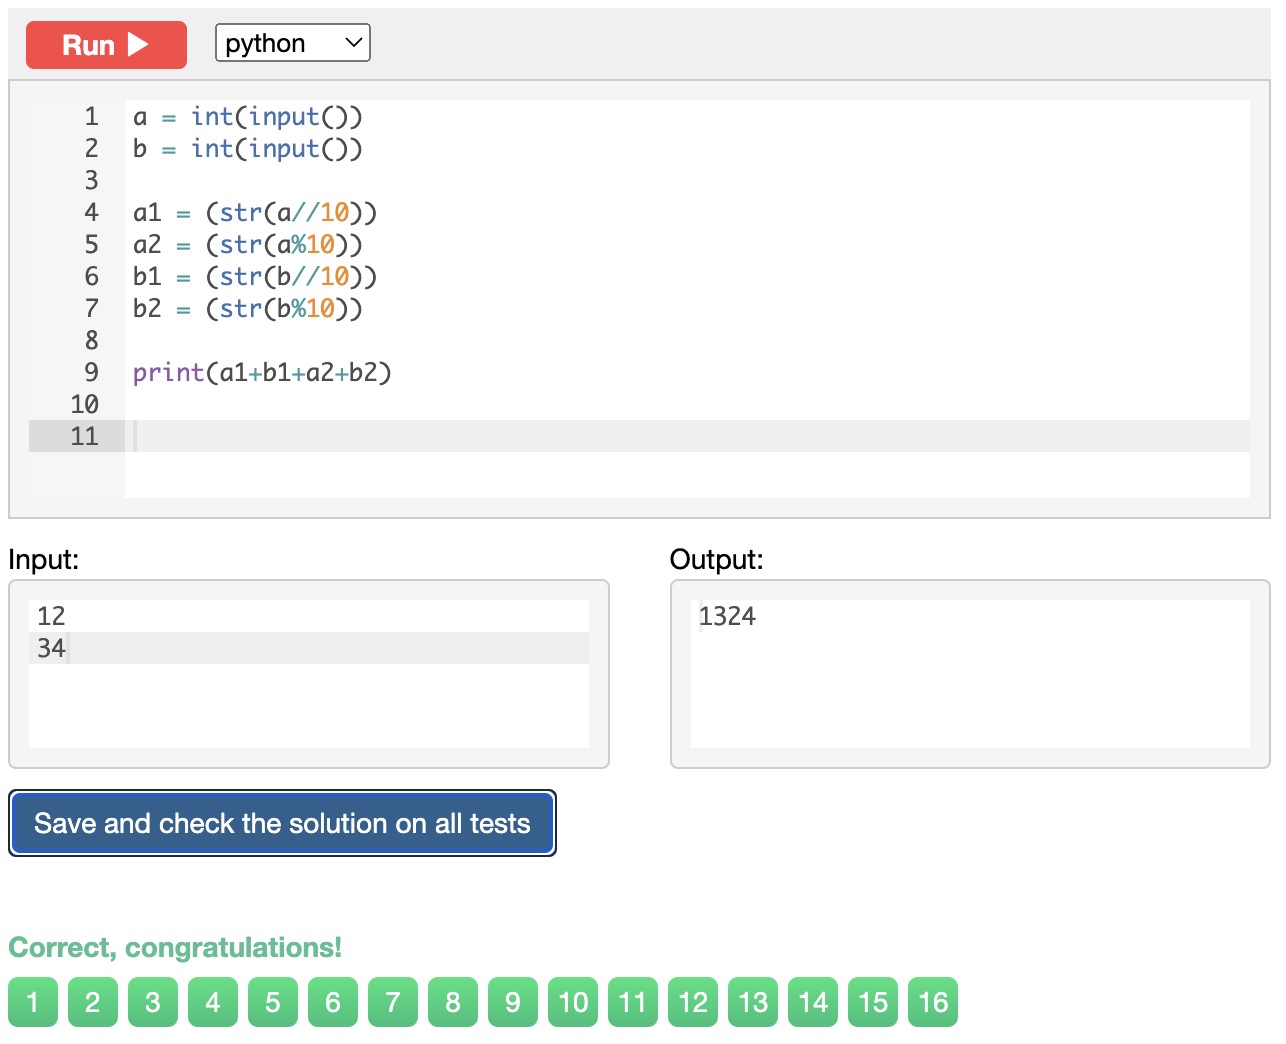 Run
python
1 a = int(input())
2 b = int(input())
3
4 a1 = (str(a//10))
5 a2 = (str(a%10))
6 b1 = (str(b//10))
7 b2 = (str(b%10))
8
9 print(a1+b1+a2+b2)
10
11
Input:
12
34
Output:
1324
Save and check the solution on all tests
Correct, congratulations!
1 2 3 4 5 6 7 8 9 10 11 12 13 14 15 16